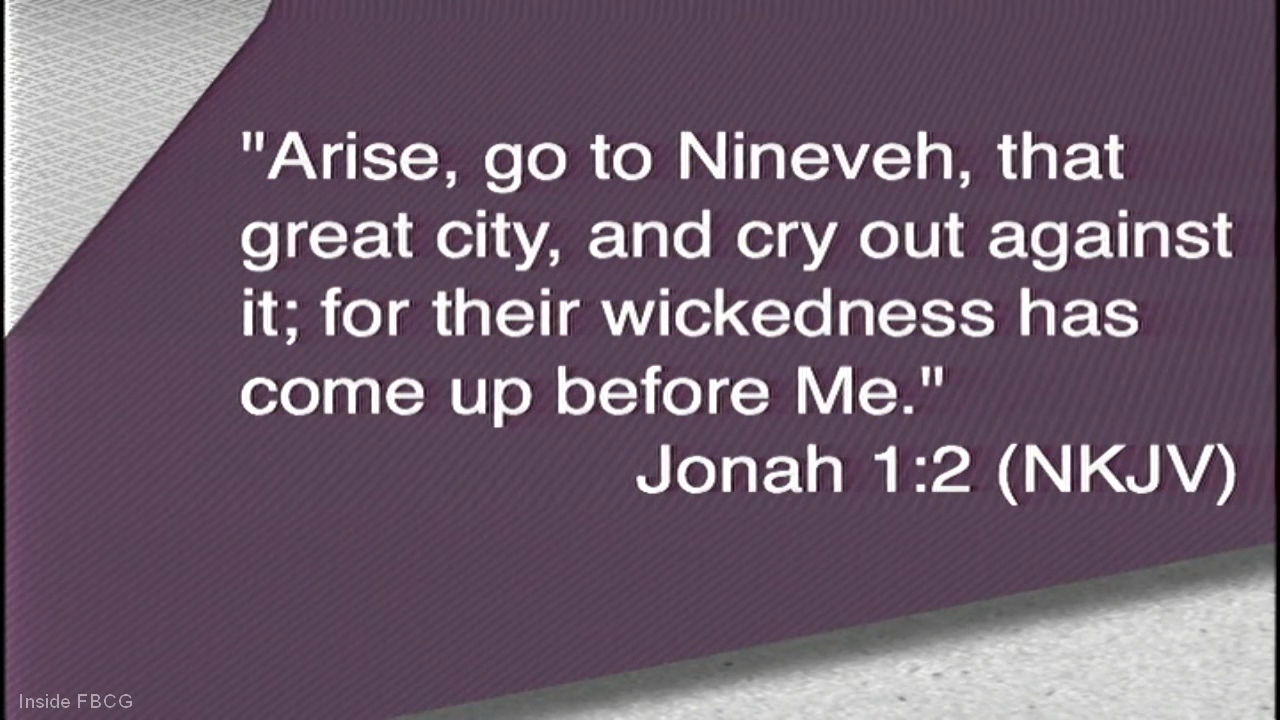 "Arise, go to Nineveh, that
great city, and cry out against
it; for their wickedness has
come up before Me."
Jonah 1:2 (NKJV)
Inside FBCG